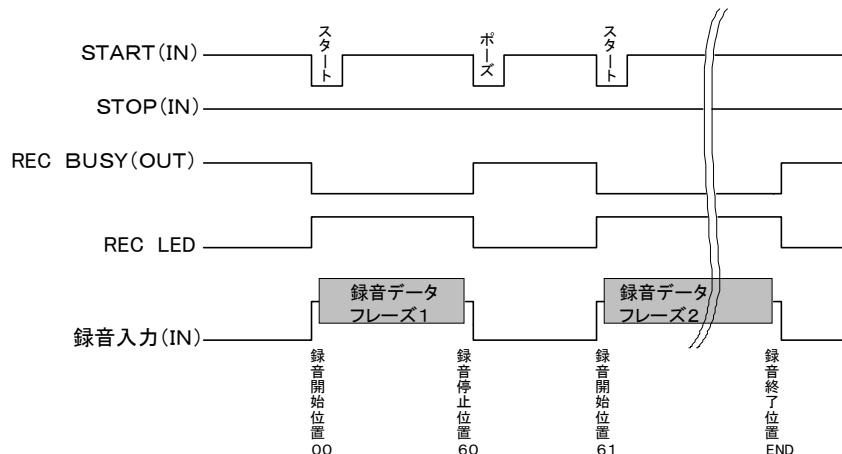 START(IN)
スタート
ポーズ
スタート
STOP(IN)
REC BUSY(OUT)
REC LED
録音入力(IN)
録音データ
フレーズ1
録音データ
フレーズ2
録音開始位置
00
録音停止位置
60
録音開始位置
61
録音終了位置
END